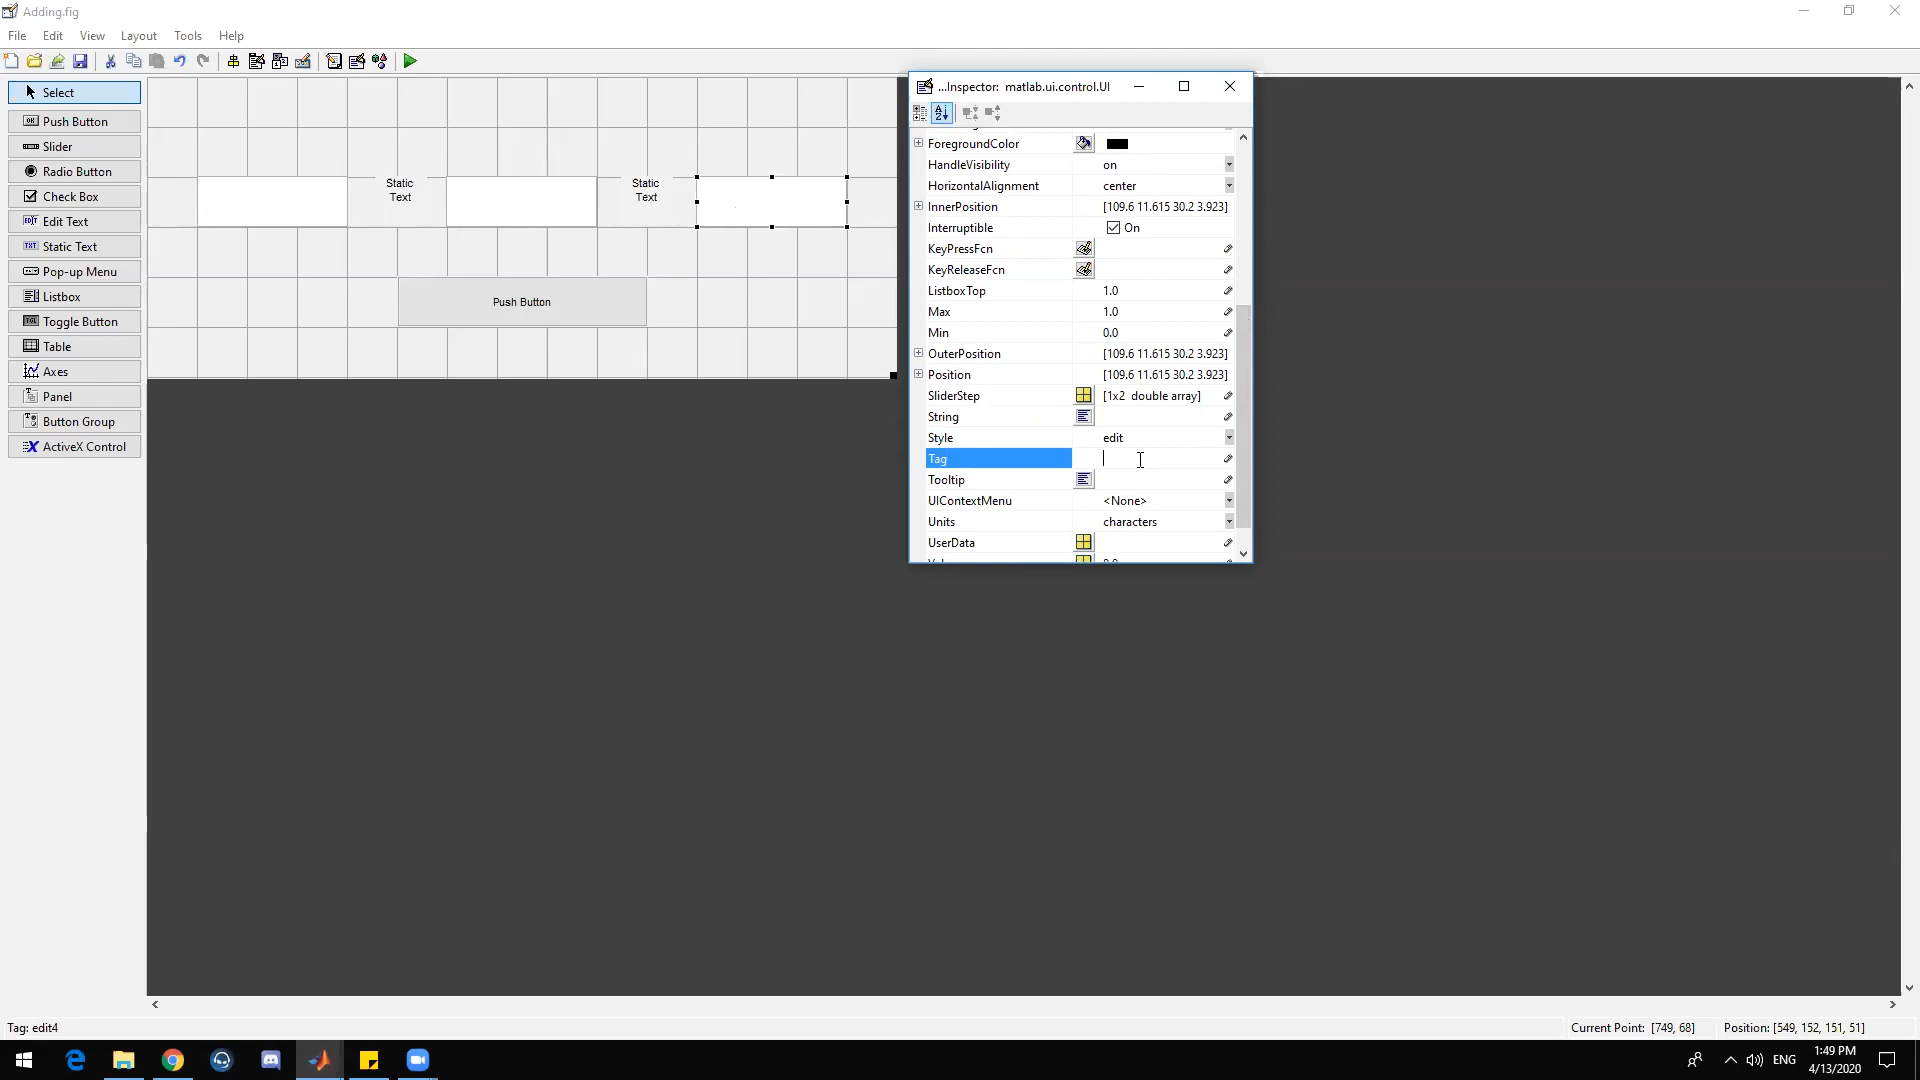 Adding.fig
File Edit View Layout Tools Help
Select
Push Button
Slider
Radio Button
Check Box
Edit Text
Static Text
Pop-up Menu
Listbox
Toggle Button
Table
Axes
Panel
Button Group
ActiveX Control
Static
Text
Static
Text
Push Button
...Inspector: matlab.ui.control.UI
ForegroundColor
HandleVisibility on
HorizontalAlignment center
InnerPosition [109.6 11.615 30.2 3.923]
Interruptible On
KeyPressFcn
KeyReleaseFcn
ListboxTop 1.0
Max 1.0
Min 0.0
OuterPosition [109.6 11.615 30.2 3.923]
Position [109.6 11.615 30.2 3.923]
SliderStep [1x2 double array]
String
Style edit
Tag
Tooltip
UIContextMenu <None>
Units characters
UserData
Tag: edit4
Current Point: [749, 68] Position: [549, 152, 151, 51]
ENG
1:49 PM
4/13/2020